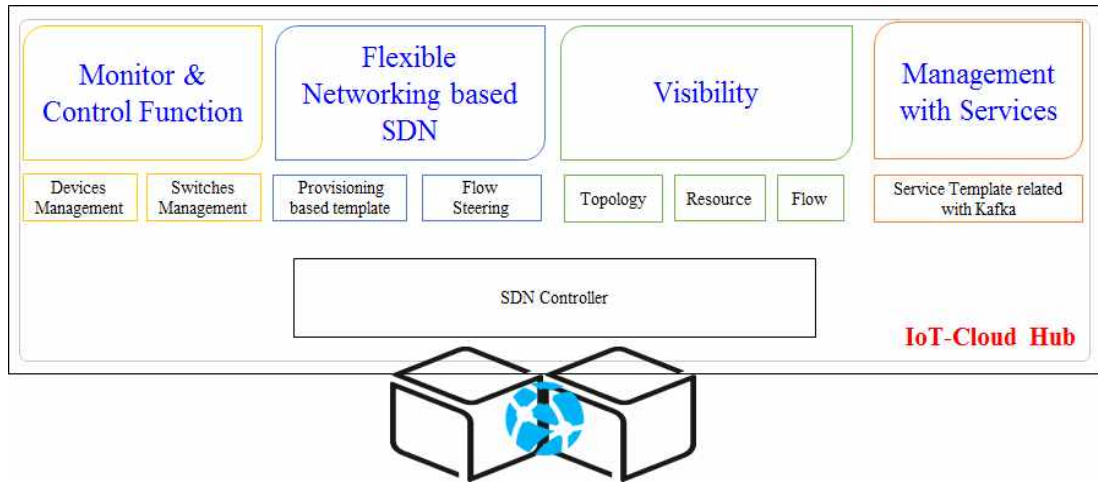 Monitor &
Control Function
Flexible
Networking based
SDN
Visibility
Management
with Services
Devices
Management
Switches
Management
Provisioning
based template
Flow
Steering
Topology
Resource
Flow
Service Template related
with Kafka
SDN Controller
IoT-Cloud Hub